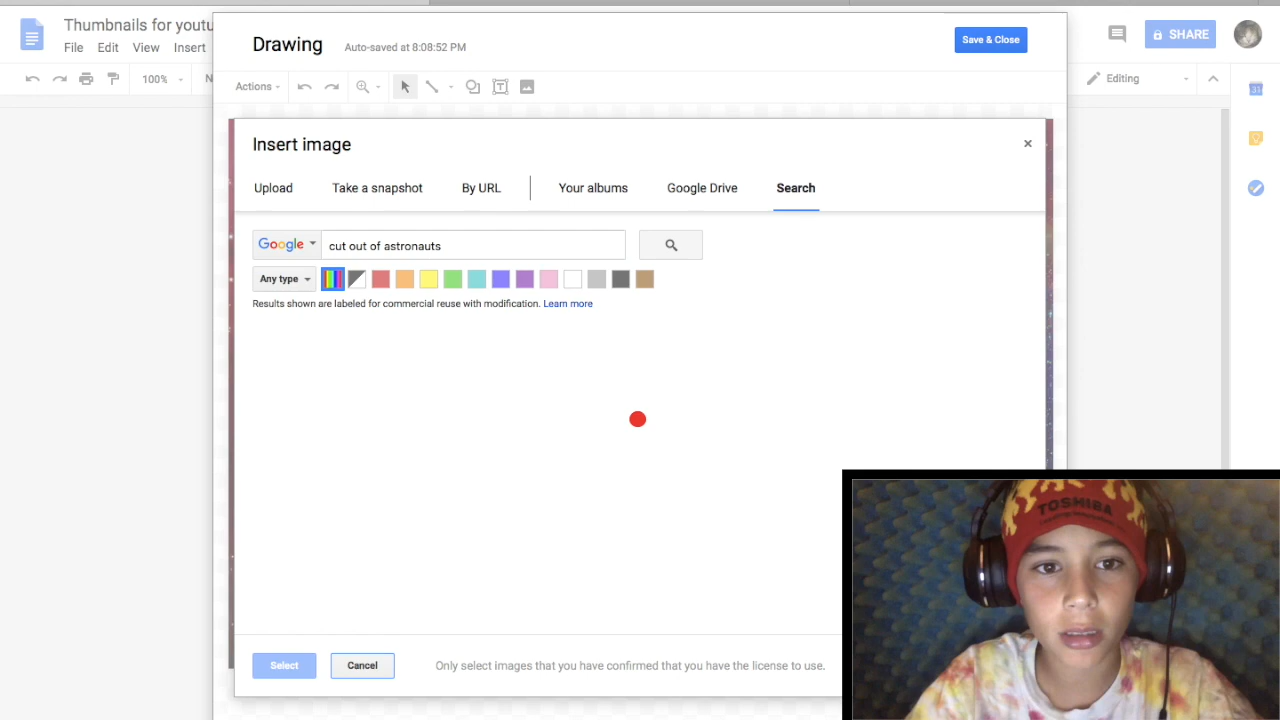 Thumbnails for youtu
File Edit View Insert
100%
Drawing
Auto-saved at 8:08:52 PM
Save & Close
SHARE
Actions
Editing
31
Insert image
Upload
Take a snapshot
By URL
Your albums
Google Drive
Search
Google
cut out of astronauts
Any type
Results shown are labeled for commercial reuse with modification. Learn more
Select
Cancel
Only select images that you have confirmed that you have the license to use.
TOSHIBA